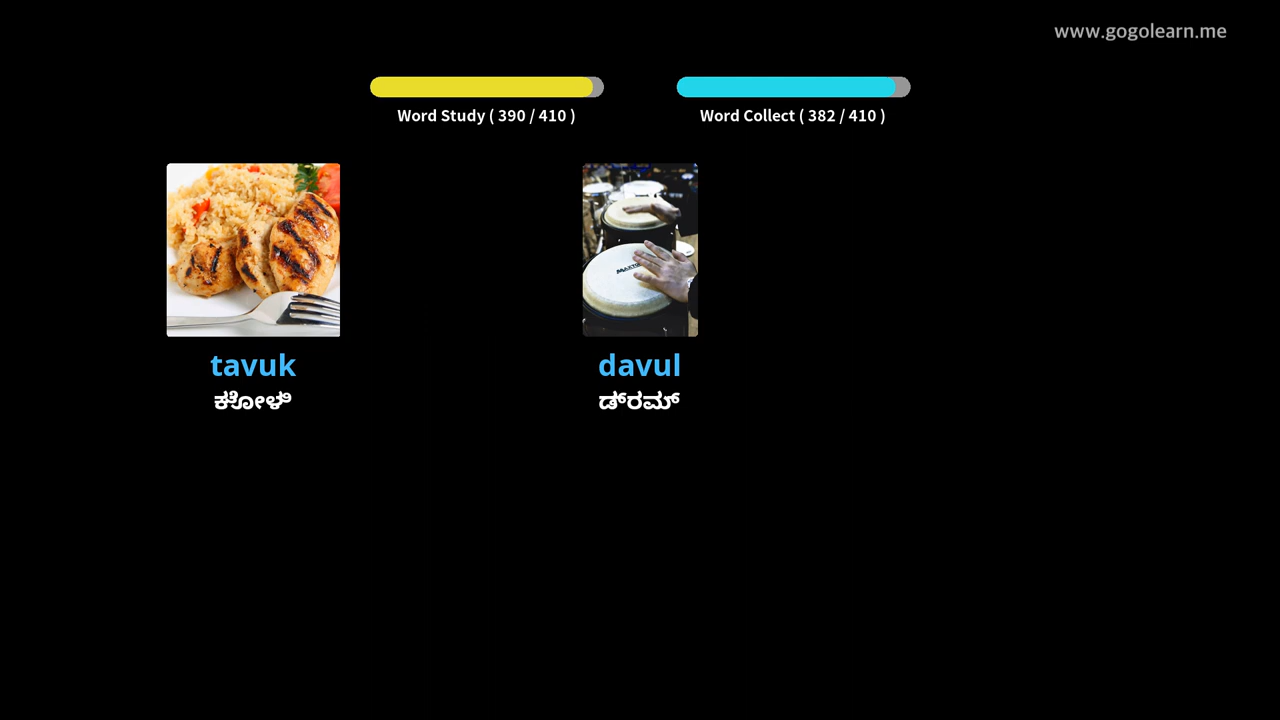 www.gogolearn.me
Word Study ( 390 / 410 )
Word Collect ( 382 / 410 )
tavuk
ಕೋಳಿ
davul
ಡ್ರಮ್